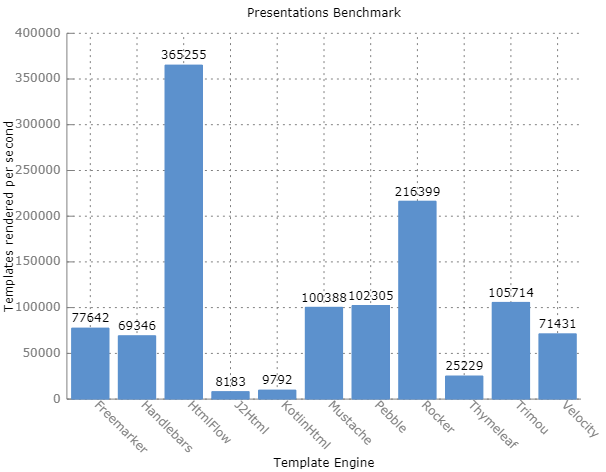 Presentations Benchmark
Templates rendered per second
400000
350000
300000
250000
200000
150000
100000
50000
0
77642
69346
365255
8183
9792
100388
102305
216399
25229
105714
71431
Freemarker
Handlebars
HtmlFlow
J2Html
KotlinHtml
Mustache
Pebble
Rocker
Thymeleaf
Trimou
Velocity
Template Engine